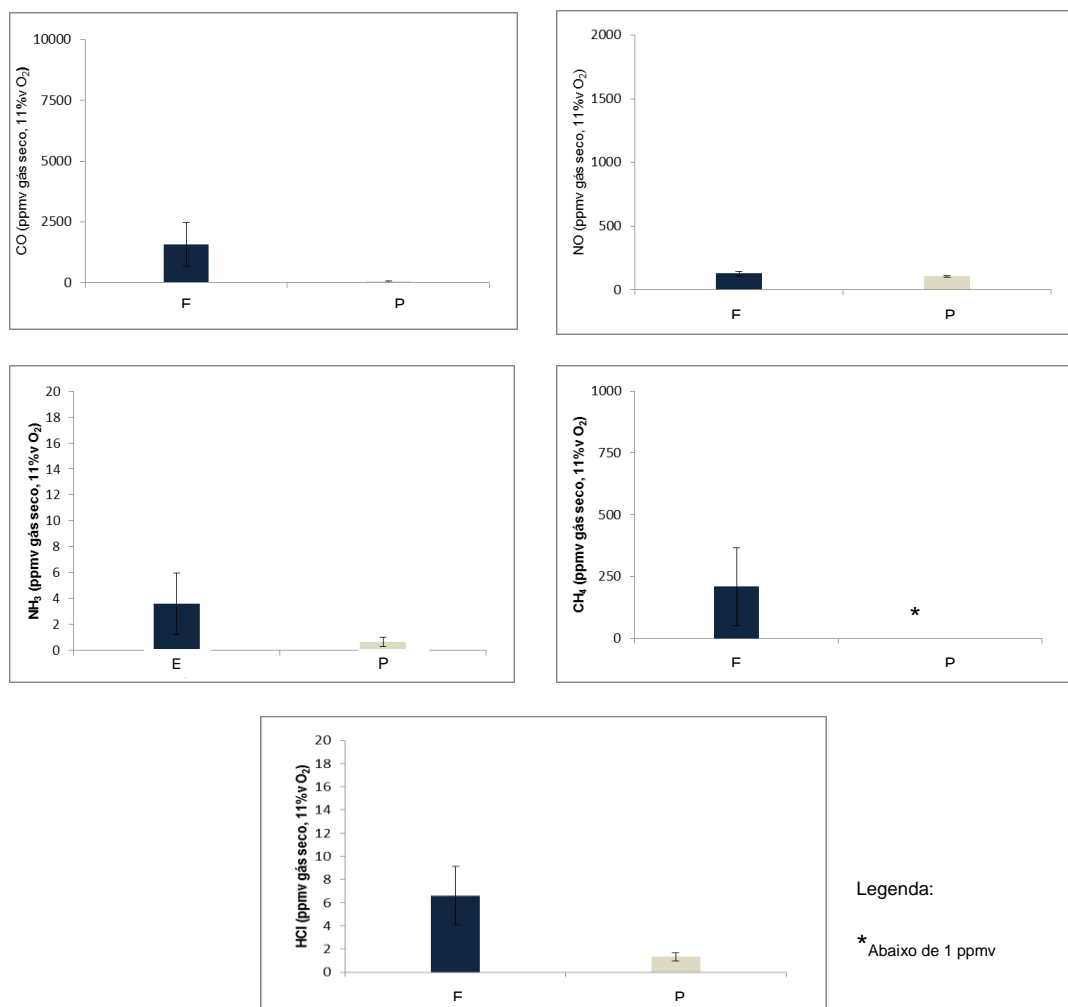 CO (ppmv gás seco, 11%v O₂)
10000
7500
5000
2500
0
F
P
NO (ppmv gás seco, 11%v O₂)
2000
1500
1000
500
0
F
P
NH₃ (ppmv gás seco, 11%v O₂)
20
18
16
14
12
10
8
6
4
2
0
E
P
CH₄ (ppmv gás seco, 11%v O₂)
1000
750
500
250
0
*
F
P
HCl (ppmv gás seco, 11%v O₂)
20
18
16
14
12
10
8
6
4
2
0
F
P
Legenda:
*Abaixo de 1 ppmv